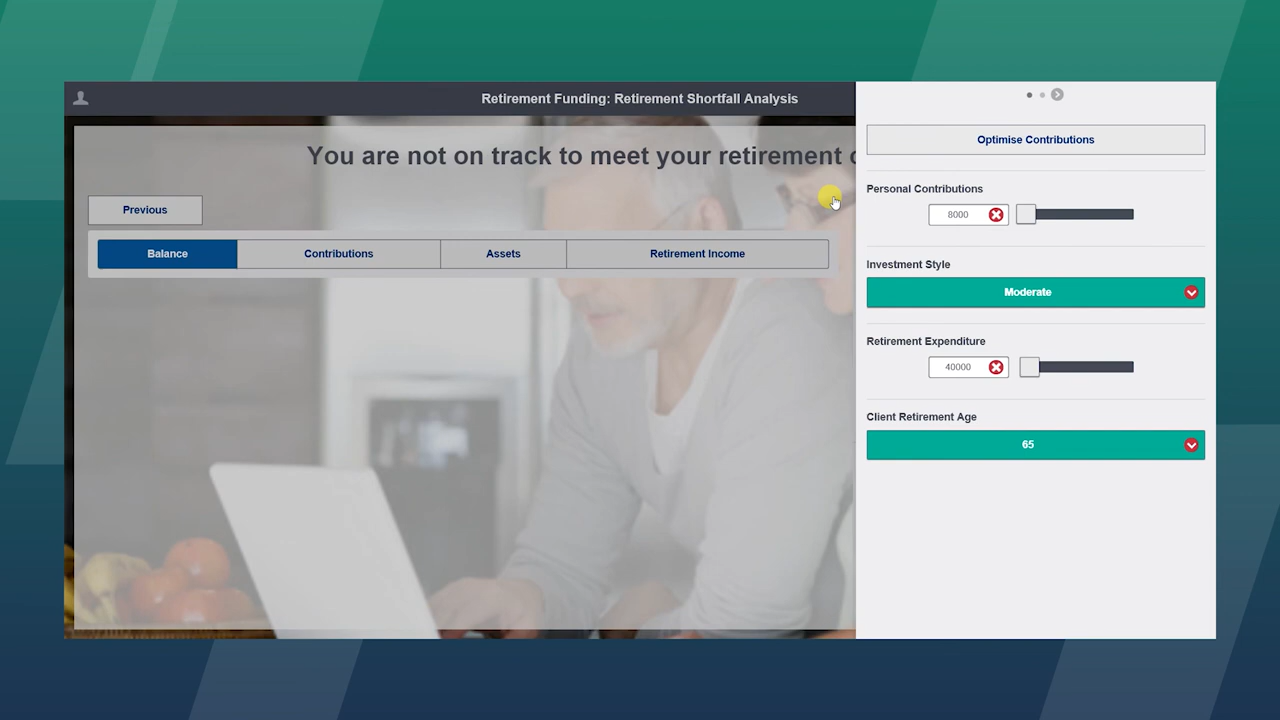 Retirement Funding: Retirement Shortfall Analysis
You are not on track to meet your retirement
Previous
Balance
Contributions
Assets
Retirement Income
Optimise Contributions
Personal Contributions
8000
Investment Style
Moderate
Retirement Expenditure
40000
Client Retirement Age
65